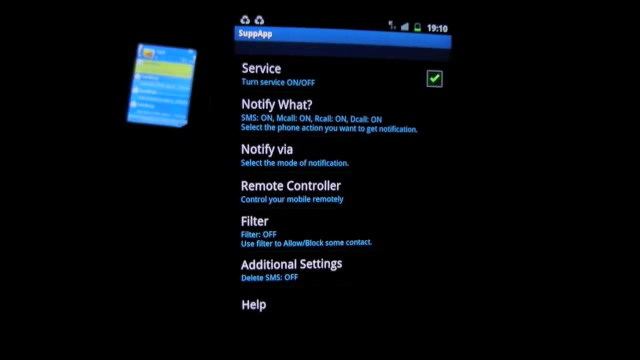 19:10
SuppApp
Service
Turn service ON/OFF
Notify What?
SMS: ON, Mcall: ON, Rcall: ON, Dcall: ON
Select the phone action you want to get notification.
Notify via
Select the mode of notification.
Remote Controller
Control your mobile remotely
Filter
Filter: OFF
Use filter to Allow/Block some contact.
Additional Settings
Delete SMS: OFF
Help